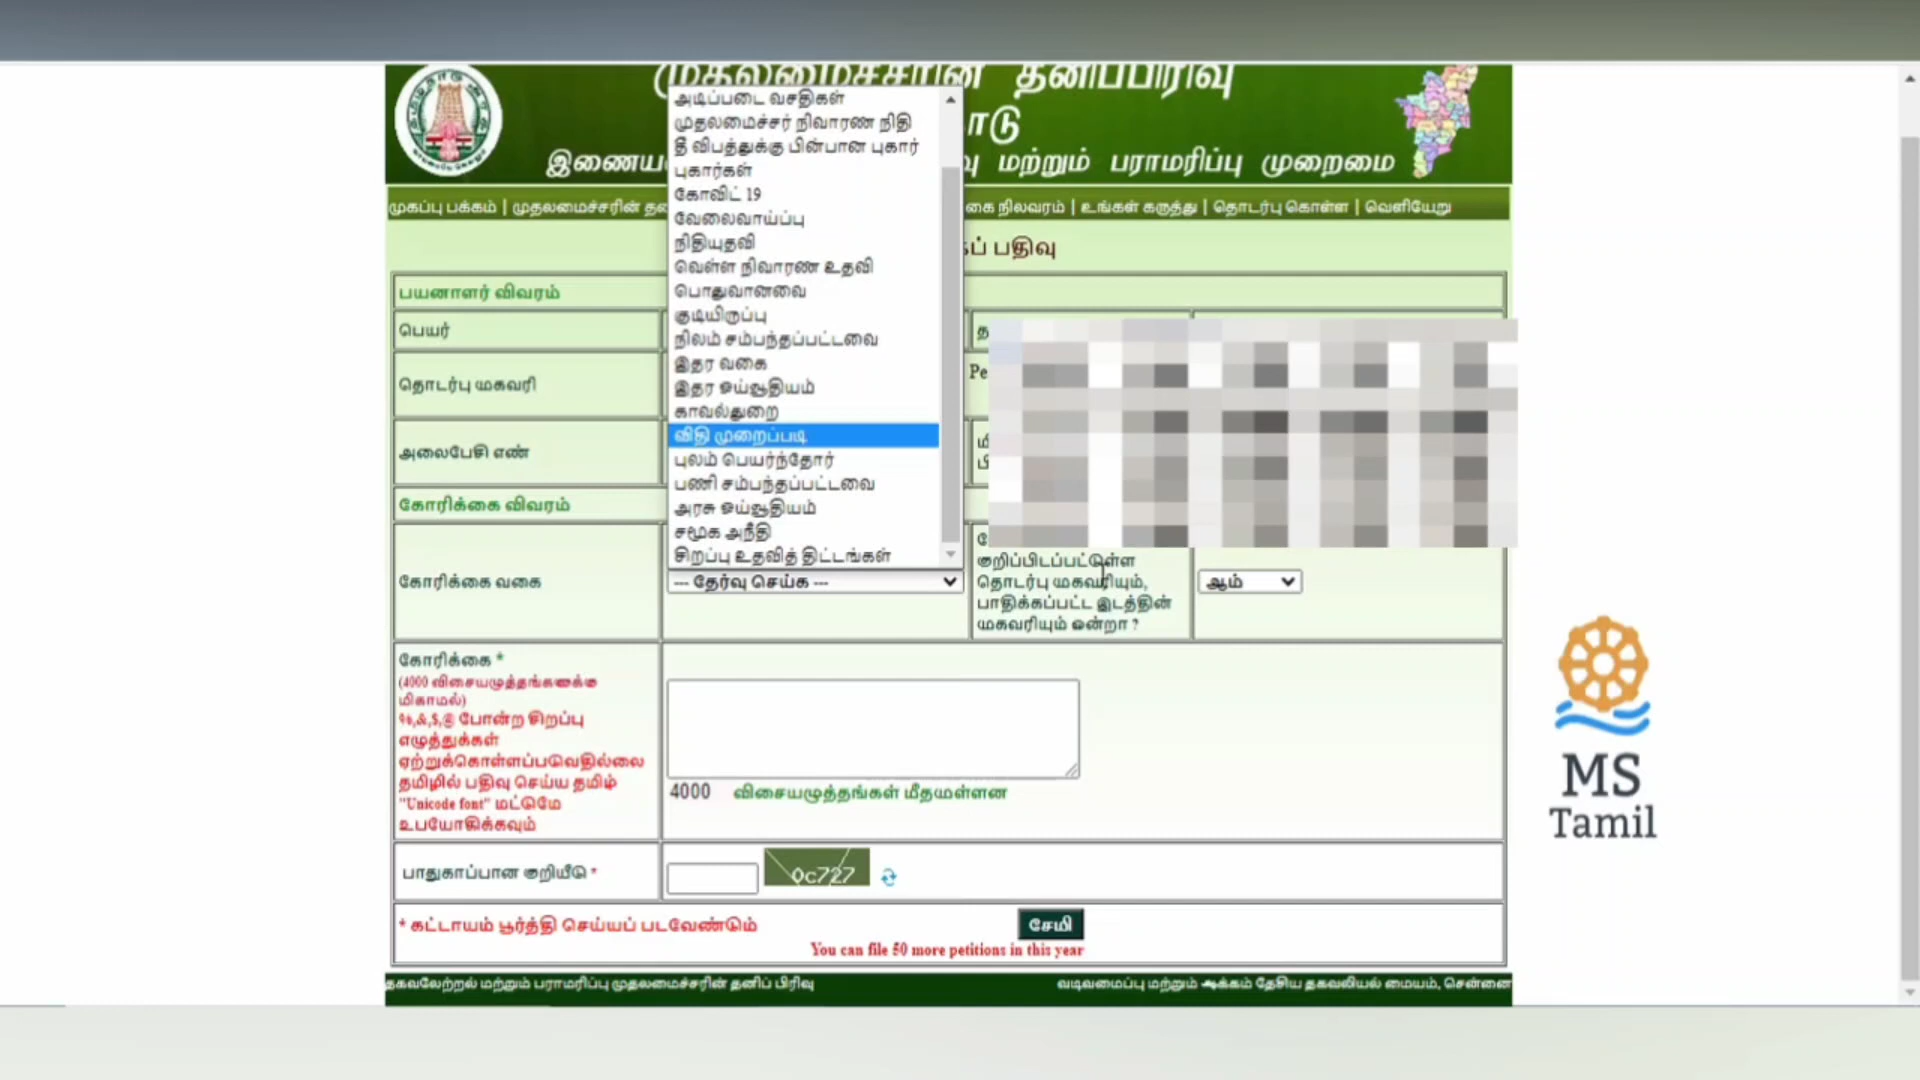 முதலமைச்சரின் தனிப்பிரிவு
இணைய
மற்றும் பராமரிப்பு முறைமை
முகப்பு பக்கம் | முதலமைச்சரின்
நிலவரம் | உங்கள் கருத்து | தொடர்பு கொள்ள | வெளியேறு
பதிவு
அடிப்படை வசதிகள்
முதலமைச்சர் நிவாரண நிதி
தீ விபத்துக்கு பின்பான புகார்
புகார்கள்
கோவிட் 19
வேலைவாய்ப்பு
நிதியுதவி
வெள்ள நிவாரண உதவி
பொதுவானவை
குடியிருப்பு
நிலம் சம்பந்தப்பட்டவை
இதர வகை
இதர ஓய்வூதியம்
காவல்துறை
விதி முறைப்படி
புலம் பெயர்ந்தோர்
பணி சம்பந்தப்பட்டவை
அரசு ஓய்வூதியம்
சமூக அநீதி
சிறப்பு உதவித் திட்டங்கள்
--- தேர்வு செய்க ---
பயனாளர் விவரம்
பெயர்
தொடர்பு முகவரி
அலைபேசி எண்
கோரிக்கை விவரம்
கோரிக்கை வகை
குறிப்பிடப்பட்டுள்ள
தொடர்பு முகவரியும்,
பாதிக்கப்பட்ட இடத்தின்
முகவரியும் ஒன்றா ?
ஆம்
கோரிக்கை *
(4000 விசையழுத்தங்களுக்கு
மிகாமல்)
%,&,$,@ போன்ற சிறப்பு
எழுத்துக்கள்
ஏற்றுக்கொள்ளப்படுவதில்லை
தமிழில் பதிவு செய்ய தமிழ்
"Unicode font" மட்டுமே
உபயோகிக்கவும்
4000 விசையழுத்தங்கள் மீதமுள்ளன
பாதுகாப்பான குறியீடு *
0c727
* கட்டாயம் பூர்த்தி செய்யப் படவேண்டும்
சேமி
You can file 50 more petitions in this year
தகவலேற்றல் மற்றும் பராமரிப்பு முதலமைச்சரின் தனிப் பிரிவு
வடிவமைப்பு மற்றும் ஆக்கம் தேசிய தகவலியல் மையம், சென்னை
MS
Tamil